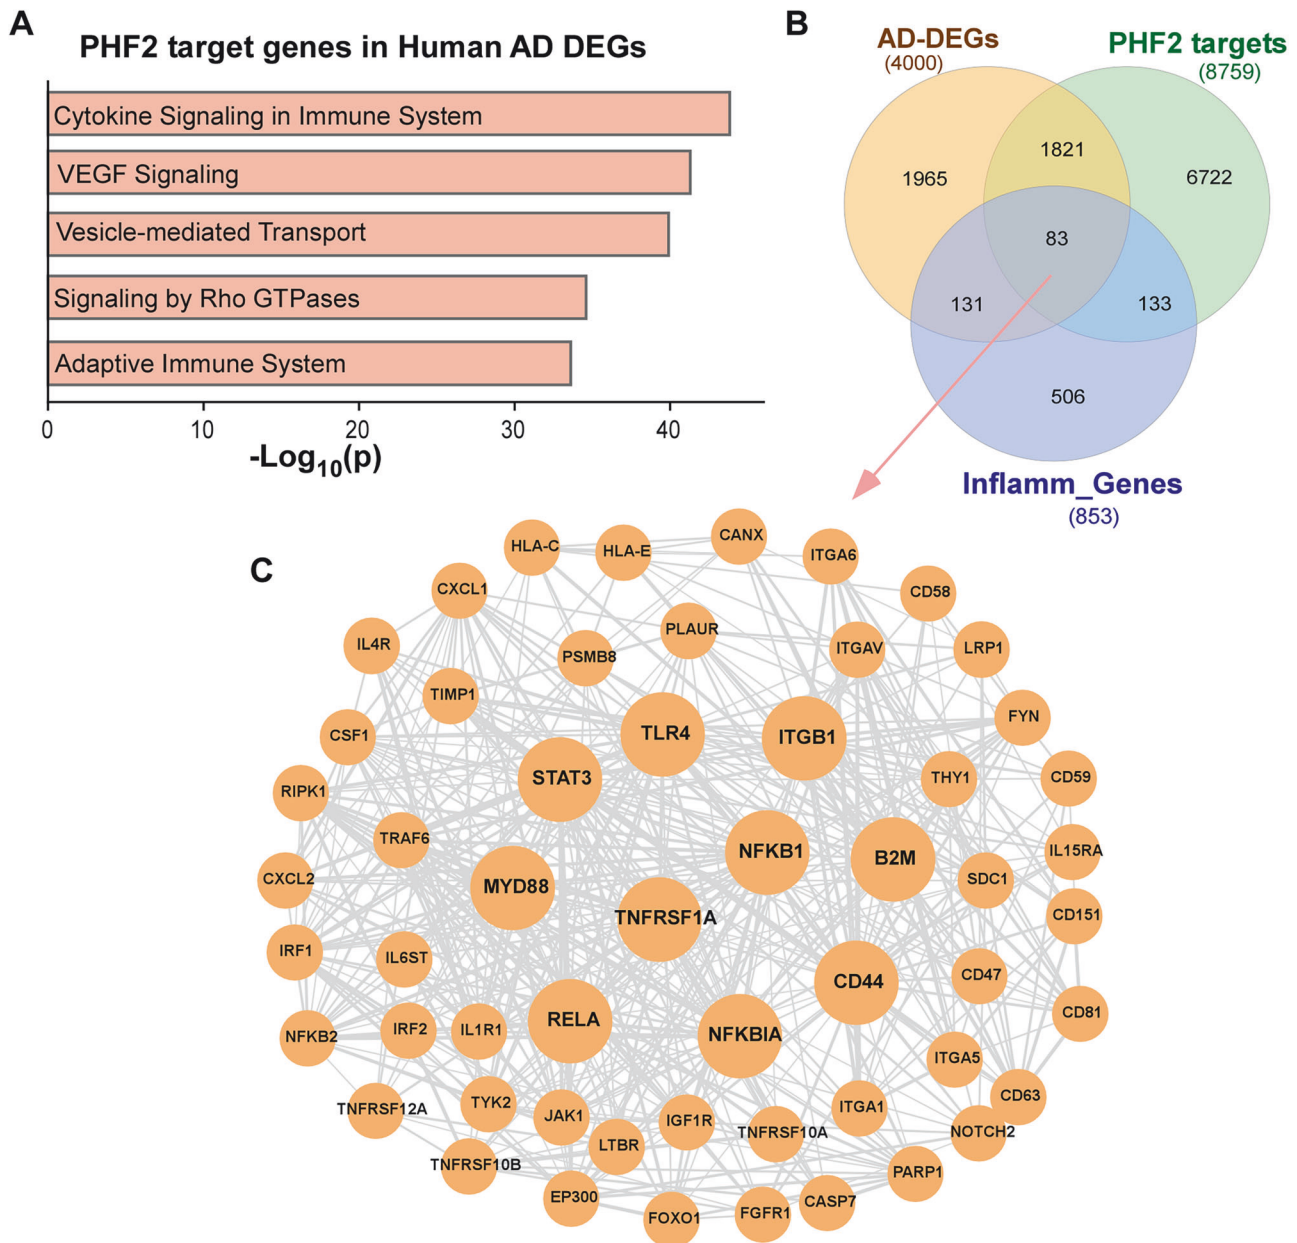 A
PHF2 target genes in Human AD DEGs
Cytokine Signaling in Immune System
VEGF Signaling
Vesicle-mediated Transport
Signaling by Rho GTPases
Adaptive Immune System
0 10 20 30 40
-Log10(p)
B
AD-DEGs
(4000)
PHF2 targets
(8759)
1821
1965
6722
83
131
133
506
Inflamm_Genes
(853)
C
HLA-C
HLA-E
CANX
ITGA6
CXCL1
CD58
IL4R
PSMB8
PLAUR
ITGAV
LRP1
TIMP1
CSF1
TLR4
ITGB1
FYN
STAT3
RIPK1
THY1
CD59
TRAF6
NFKB1
B2M
IL15RA
CXCL2
MYD88
SDC1
TNFRSF1A
CD151
IRF1
IL6ST
CD44
CD47
NFKB2
IRF2
IL1R1
RELA
NFKBIA
CD81
ITGA5
TNFRSF12A
TYK2
JAK1
LTBR
IGF1R
TNFRSF10A
ITGA1
CD63
NOTCH2
TNFRSF10B
EP300
FOXO1
FGFR1
CASP7
PARP1